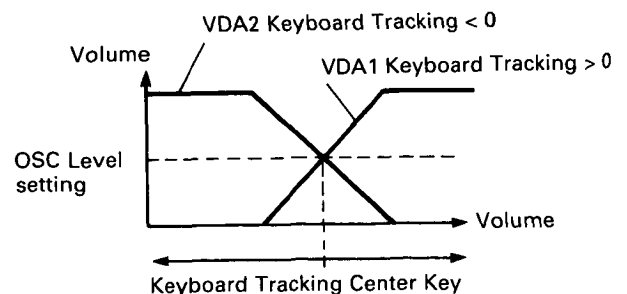 VDA2 Keyboard Tracking < 0
Volume
VDA1 Keyboard Tracking > 0
OSC Level
setting
Volume
Keyboard Tracking Center Key